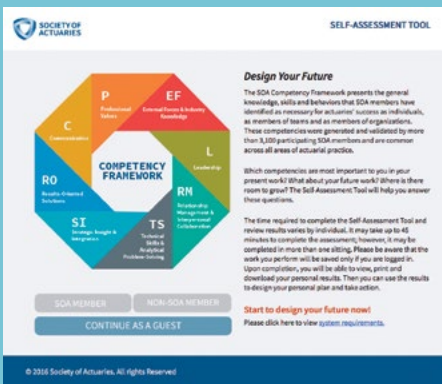 SOCIETY OF
ACTUARIES
SELF-ASSESSMENT TOOL
P
Professional
Values
EF
External Forces & Industry
Knowledge
C
Communication
L
Leadership
COMPETENCY
FRAMEWORK
RO
Results-Oriented
Solutions
RM
Relationship
Management &
Interpersonal
Collaboration
SI
Strategic Insight &
Integration
TS
Technical
Skills &
Analytical
Problem Solving
SOA MEMBER
NON-SOA MEMBER
CONTINUE AS A GUEST
Design Your Future
The SOA Competency Framework presents the general
knowledge, skills and behaviors that SOA members have
identified as necessary for actuaries' success as individuals,
as members of teams and as members of organizations.
These competencies were generated and validated by more
than 3,100 participating SOA members and are common
across all areas of actuarial practice.
Which competencies are most important to you in your
present work? What about your future work? Where is there
room to grow? The Self-Assessment Tool will help you answer
these questions.
The time required to complete the Self-Assessment Tool and
review results varies by individual. It may take up to 45
minutes to complete the assessment; however, it may be
completed in more than one sitting. Please be aware that the
work you perform will be saved only if you are logged in.
Upon completion, you will be able to view, print and
download your personal results. Then you can use the results
to design your personal plan and take action.
Start to design your future now!
Please click here to view system requirements.
© 2016 Society of Actuaries. All rights Reserved